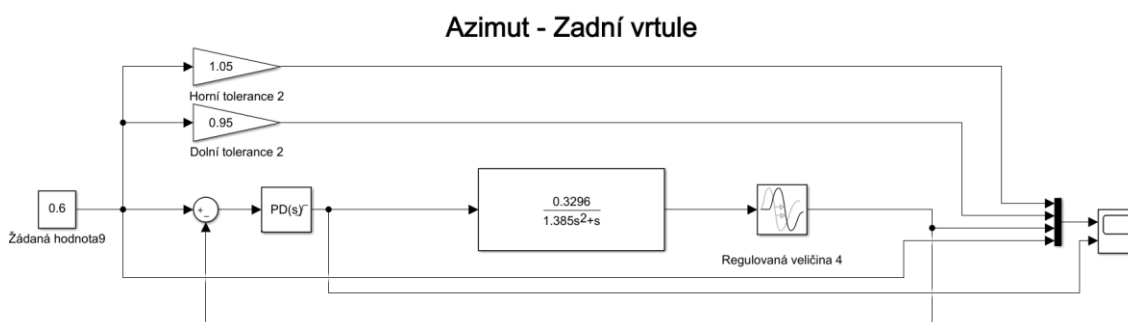 Azimut - Zadní vrtule
1.05
Horní tolerance 2
0.95
Dolní tolerance 2
0.6
Žádaná hodnota9
+
−
PD(s)
0.3296
1.385s²+s
Regulovaná veličina 4